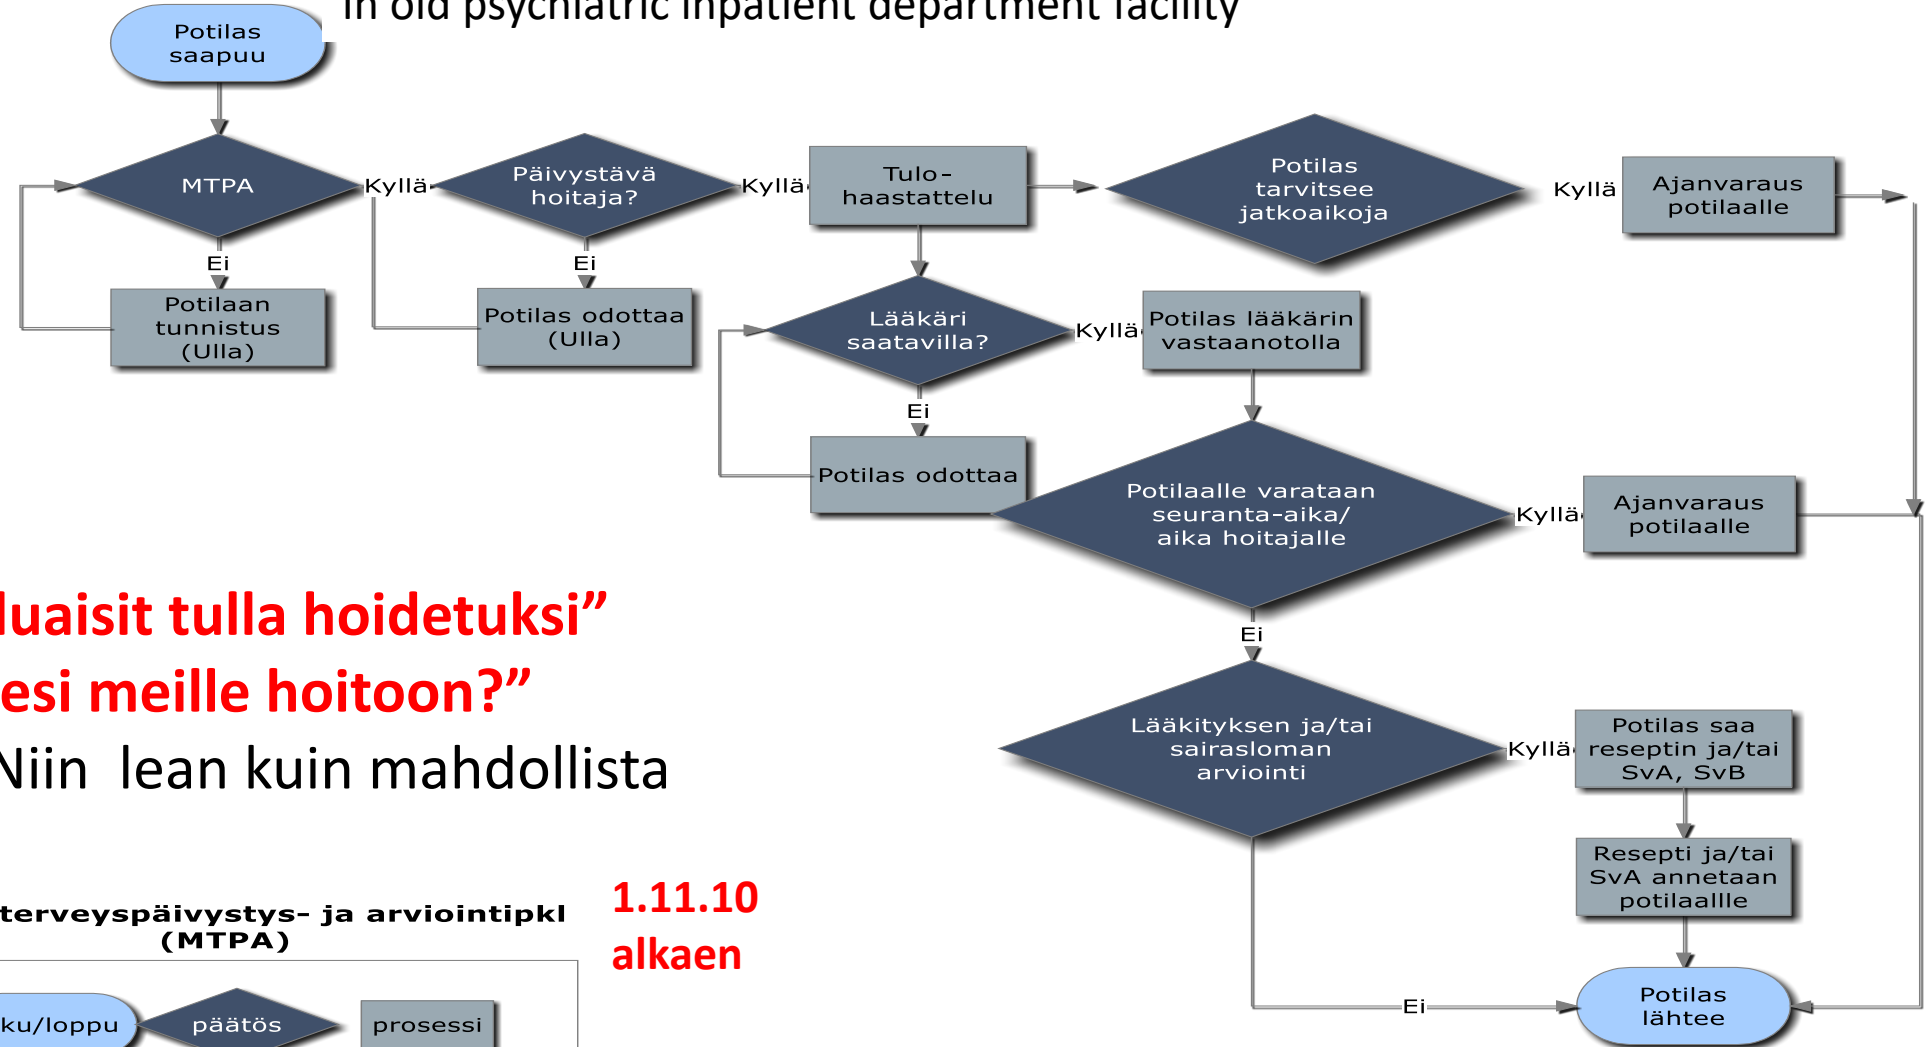 in old psychiatric inpatient department facility
Potilas
saapuu
MTPA
Kyllä
Päivystävä
hoitaja?
Kyllä
Tulo-
haastattelu
Potilas
tarvitsee
jatkoaikoja
Kyllä
Ajanvaraus
potilaalle
Ei
Potilaan
tunnistus
(Ulla)
Ei
Potilas odottaa
(Ulla)
Lääkäri
saatavilla?
Kyllä
Potilas lääkärin
vastaanotolla
Ei
Potilas odottaa
Potilaalle varataan
seuranta-aika/
aika hoitajalle
Kyllä
Ajanvaraus
potilaalle
Ei
luaisit tulla hoidetuksi”
esi meille hoitoon?”
Niin lean kuin mahdollista
Lääkityksen ja/tai
sairasloman
arviointi
Kyllä
Potilas saa
reseptin ja/tai
SvA, SvB
Resepti ja/tai
SvA annetaan
potilaallle
Ei
Potilas
lähtee
1.11.10
alkaen
terveyspäivystys- ja arviointipkl
(MTPA)
ku/loppu
päätös
prosessi